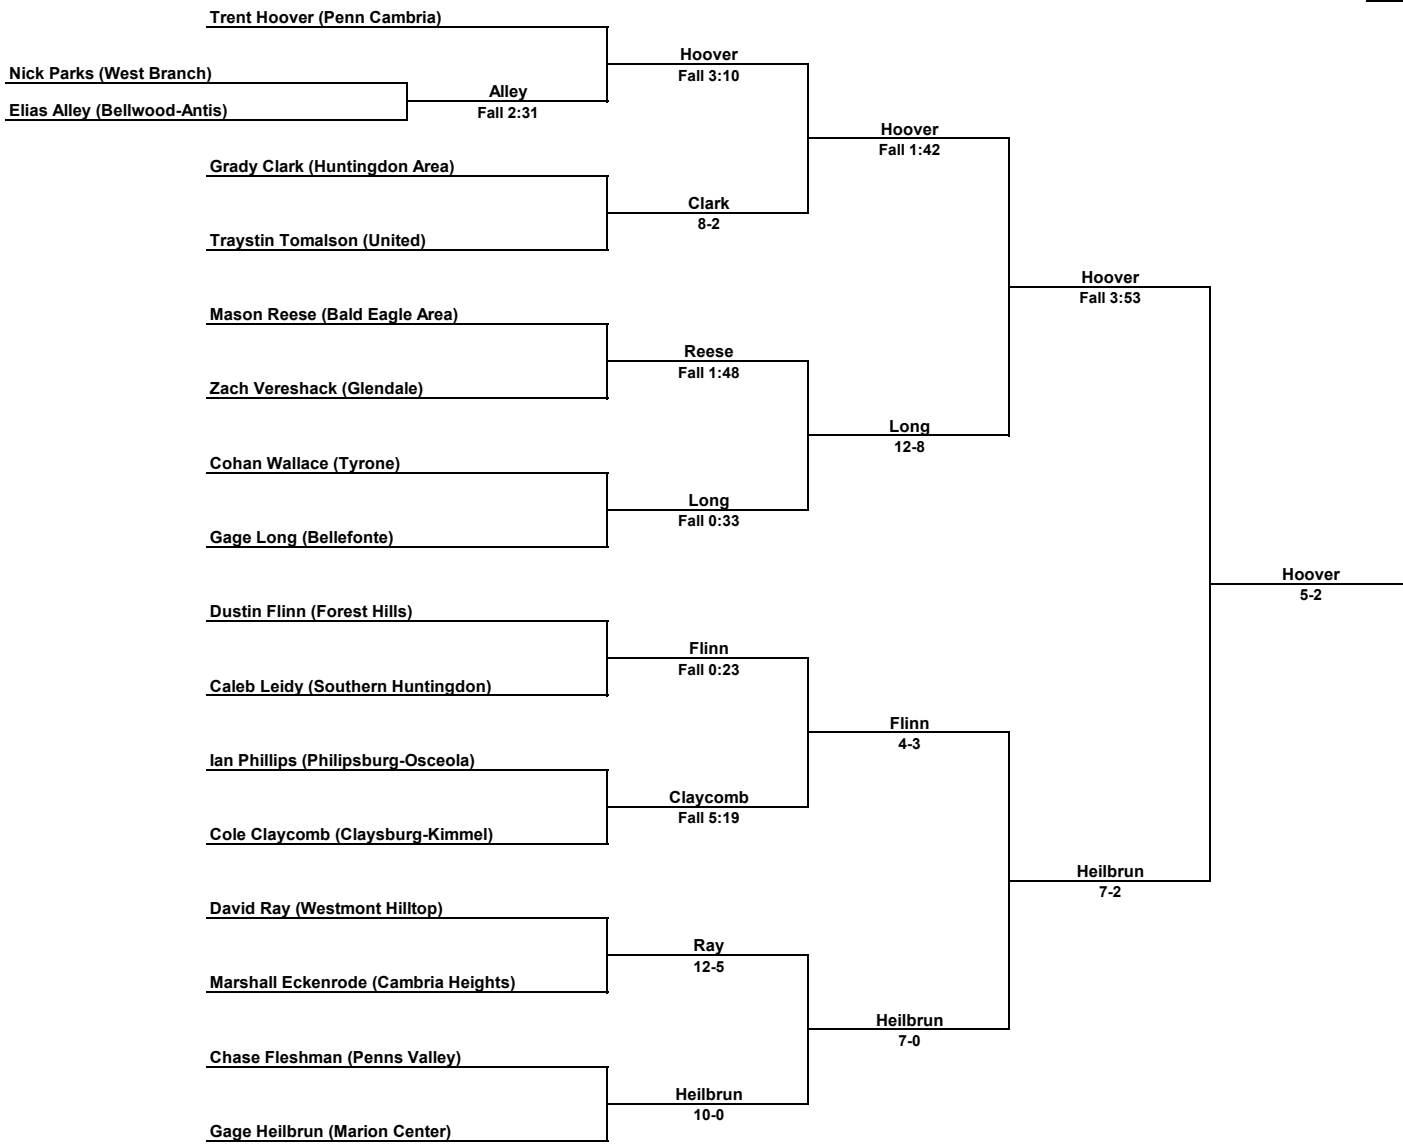 Trent Hoover (Penn Cambria)
Hoover
Fall 3:10
Nick Parks (West Branch)
Alley
Fall 2:31
Elias Alley (Bellwood-Antis)
Hoover
Fall 1:42
Grady Clark (Huntingdon Area)
Clark
8-2
Traystin Tomalson (United)
Hoover
Fall 3:53
Mason Reese (Bald Eagle Area)
Reese
Fall 1:48
Zach Vereshack (Glendale)
Long
12-8
Cohan Wallace (Tyrone)
Long
Fall 0:33
Gage Long (Bellefonte)
Hoover
5-2
Dustin Flinn (Forest Hills)
Flinn
Fall 0:23
Caleb Leidy (Southern Huntingdon)
Flinn
4-3
Ian Phillips (Philipsburg-Osceola)
Claycomb
Fall 5:19
Cole Claycomb (Claysburg-Kimmel)
Heilbrun
7-2
David Ray (Westmont Hilltop)
Ray
12-5
Marshall Eckenrode (Cambria Heights)
Heilbrun
7-0
Chase Fleshman (Penns Valley)
Heilbrun
10-0
Gage Heilbrun (Marion Center)